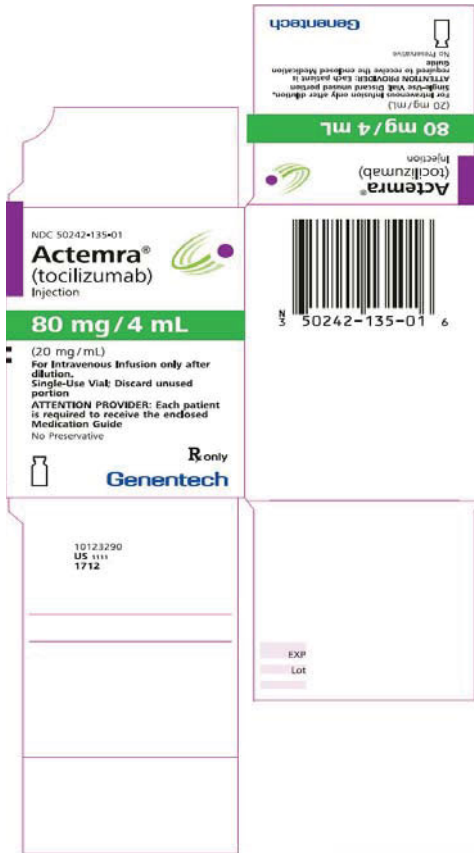 Genentech
No Preservative
Guide
required to receive the enclosed Medication
ATTENTION PROVIDER: Each patient is
Single-Use Vial; Discard unused portion
For Intravenous Infusion only after dilution.
(20 mg/mL)
80 mg/4 mL
Injection
(tocilizumab)
Actemra®
NDC 50242-135-01
Actemra®
(tocilizumab)
Injection
80 mg/4 mL
(20 mg/mL)
For Intravenous Infusion only after
dilution.
Single-Use Vial; Discard unused
portion
ATTENTION PROVIDER: Each patient
is required to receive the enclosed
Medication Guide
No Preservative
Rx only
Genentech
N
3 50242-135-01 6
10123290
US
1712
EXP
Lot